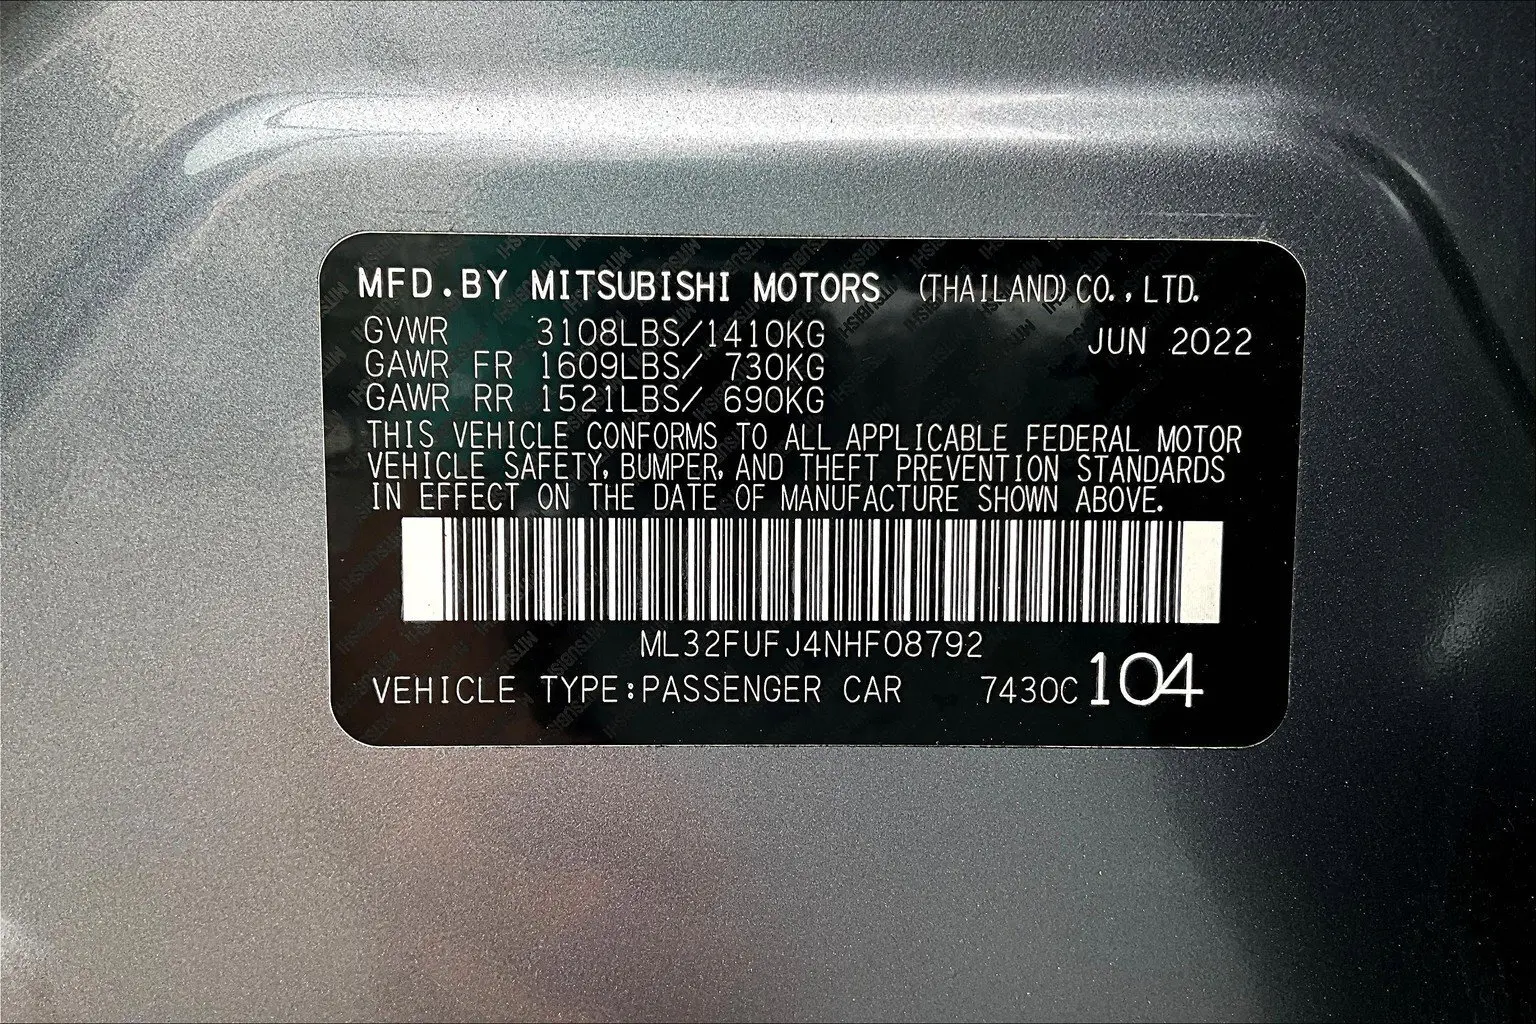 MFD.BY MITSUBISHI MOTORS (THAILAND) CO., LTD.
GVWR 3108LBS/1410KG JUN 2022
GAWR FR 1609LBS/ 730KG
GAWR RR 1521LBS/ 690KG
THIS VEHICLE CONFORMS TO ALL APPLICABLE FEDERAL MOTOR
VEHICLE SAFETY, BUMPER, AND THEFT PREVENTION STANDARDS
IN EFFECT ON THE DATE OF MANUFACTURE SHOWN ABOVE.
ML32FUFJ4NHF08792
VEHICLE TYPE:PASSENGER CAR 7430C 104